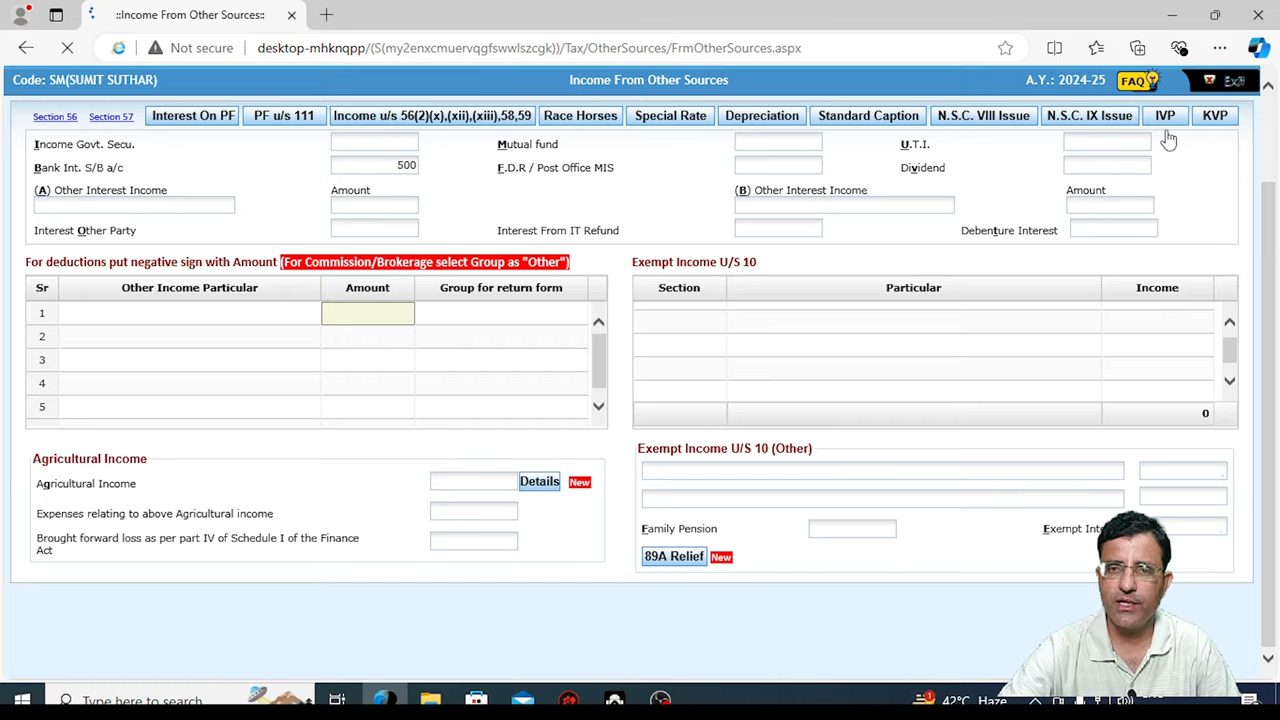 ::Income From Other Sources::
Not secure
desktop-mhknqpp/(S(my2enxcmuervqgfswwlszcgk))/Tax/OtherSources/FrmOtherSources.aspx
Code: SM(SUMIT SUTHAR)
Income From Other Sources
A.Y.: 2024-25
FAQ
Exit
Section 56
Section 57
Interest On PF
PF u/s 111
Income u/s 56(2)(x),(xii),(xiii),58,59
Race Horses
Special Rate
Depreciation
Standard Caption
N.S.C. VIII Issue
N.S.C. IX Issue
IVP
KVP
Income Govt. Secu.
Mutual fund
U.T.I.
Bank Int. S/B a/c
500
F.D.R / Post Office MIS
Dividend
(A) Other Interest Income
Amount
(B) Other Interest Income
Amount
Interest Other Party
Interest From IT Refund
Debenture Interest
For deductions put negative sign with Amount (For Commission/Brokerage select Group as "Other")
Exempt Income U/S 10
Sr
Other Income Particular
Amount
Group for return form
Section
Particular
Income
1
2
3
4
5
0
Agricultural Income
Agricultural Income
Details
New
Expenses relating to above Agricultural income
Brought forward loss as per part IV of Schedule I of the Finance
Act
Exempt Income U/S 10 (Other)
Family Pension
Exempt
89A Relief
New
Type here to search
1
42°C Haze